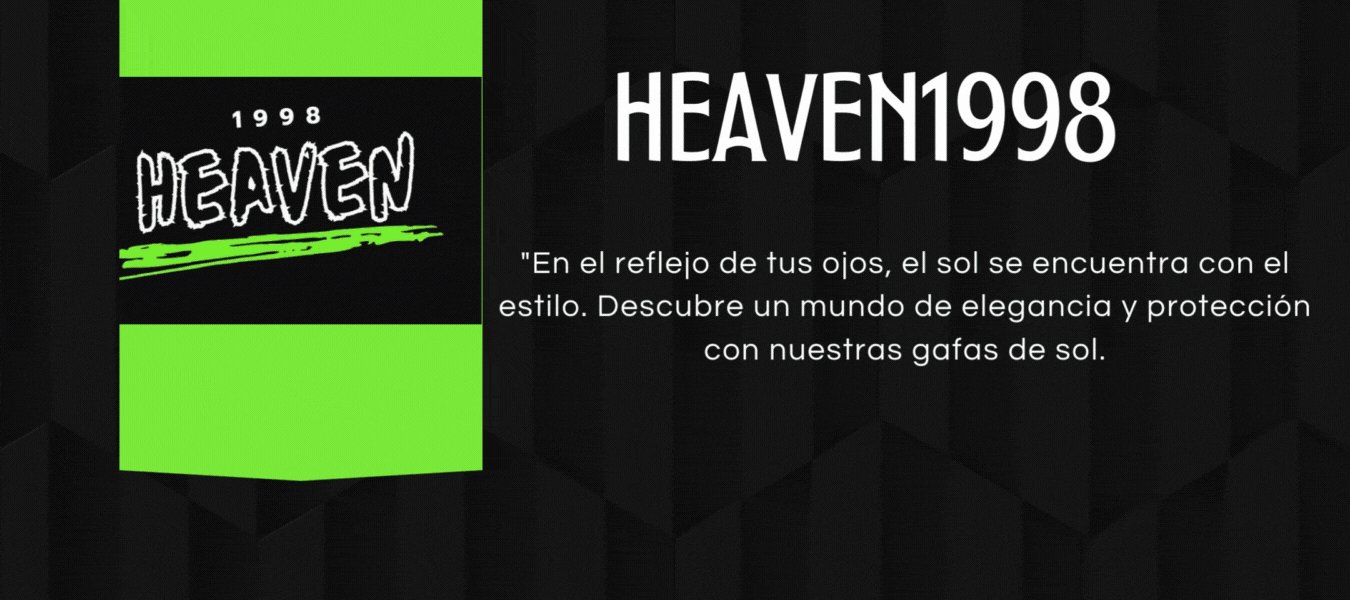 1998
HEAVEN
HEAVEN1998
"En el reflejo de tus ojos, el sol se encuentra con el
estilo. Descubre un mundo de elegancia y protección
con nuestras gafas de sol.